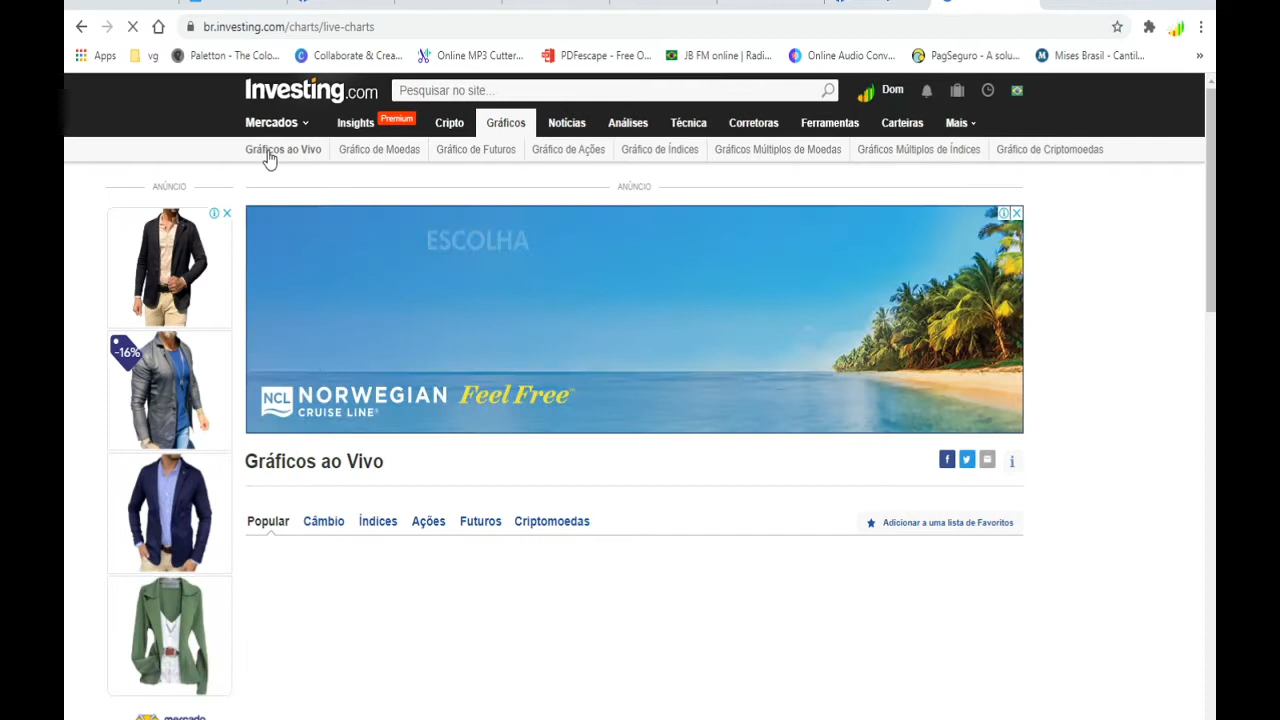 br.investing.com/charts/live-charts
Apps vg Paletton - The Colo... Collaborate & Crea... Online MP3 Cutter... PDFescape - Free O... JB FM online | Radi... Online Audio Conv... PagSeguro - A solu... Mises Brasil - Cantil... »
Investing.com Pesquisar no site... Dom
Mercados Insights Premium Cripto Gráficos Notícias Análises Técnica Corretoras Ferramentas Carteiras Mais
Gráficos ao Vivo Gráfico de Moedas Gráfico de Futuros Gráfico de Ações Gráfico de Índices Gráficos Múltiplos de Moedas Gráficos Múltiplos de Índices Gráfico de Criptomoedas
ANÚNCIO ANÚNCIO
ESCOLHA
-16%
NCL NORWEGIAN Feel Free™
CRUISE LINE®
Gráficos ao Vivo
Popular Câmbio Índices Ações Futuros Criptomoedas Adicionar a uma lista de Favoritos
mercado